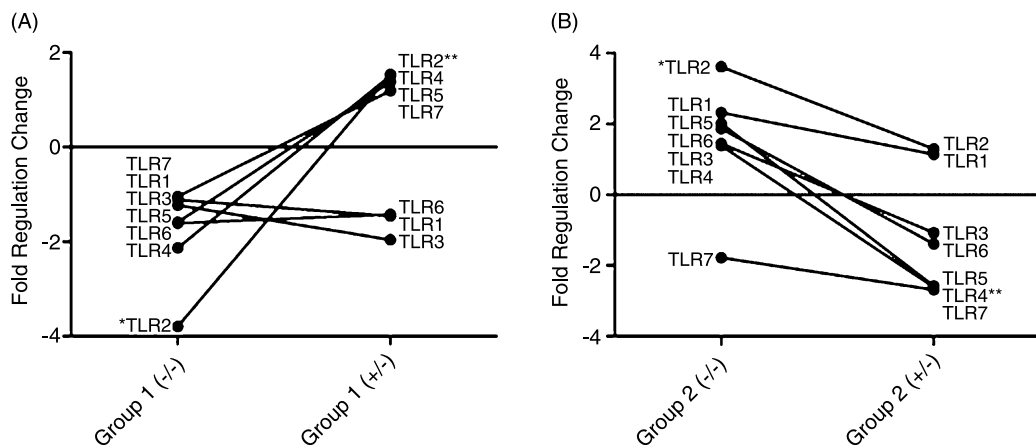 (A)
Fold Regulation Change
2
0
-2
-4
TLR7
TLR1
TLR3
TLR5
TLR6
TLR4
*TLR2
TLR2**
TLR4
TLR5
TLR7
TLR6
TLR1
TLR3
Group 1 (-/-)
Group 1 (+/-)
(B)
Fold Regulation Change
4
2
0
-2
-4
*TLR2
TLR1
TLR5
TLR6
TLR3
TLR4
TLR7
TLR2
TLR1
TLR3
TLR6
TLR5
TLR4**
TLR7
Group 2 (-/-)
Group 2 (+/-)